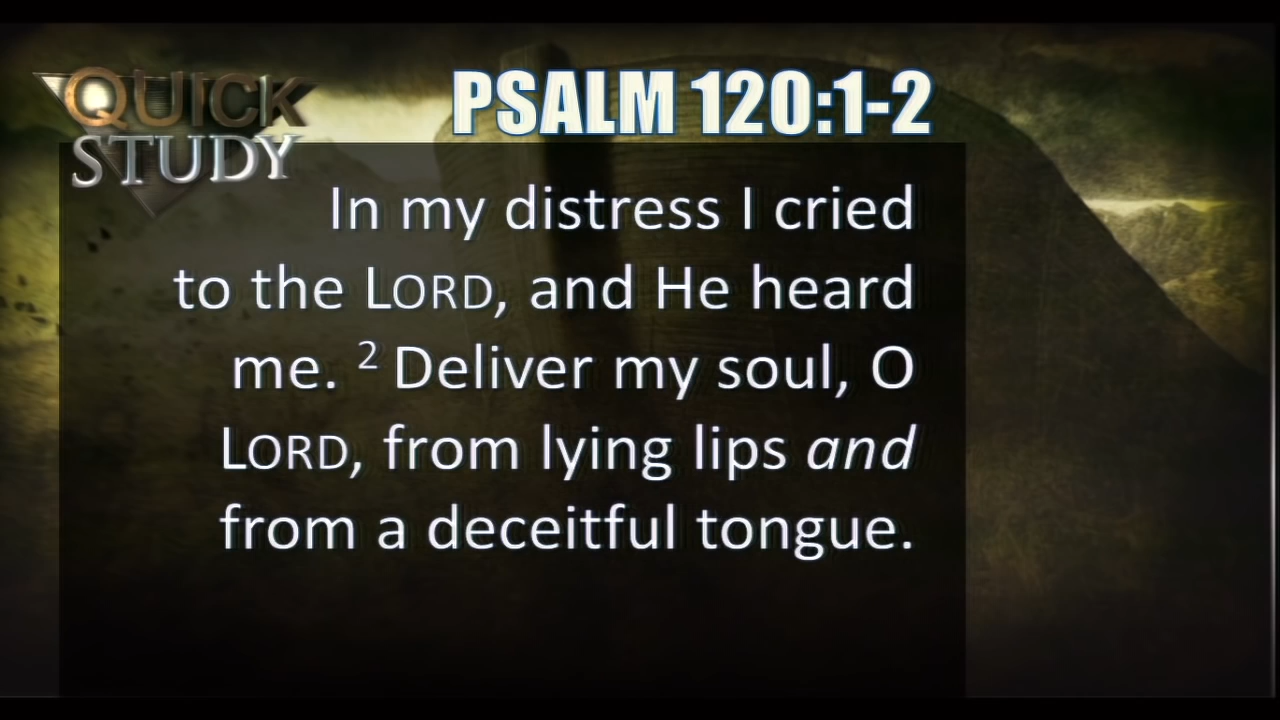 QUICK
STUDY
PSALM 120:1-2
In my distress I cried
to the LORD, and He heard
me. 2 Deliver my soul, O
LORD, from lying lips and
from a deceitful tongue.